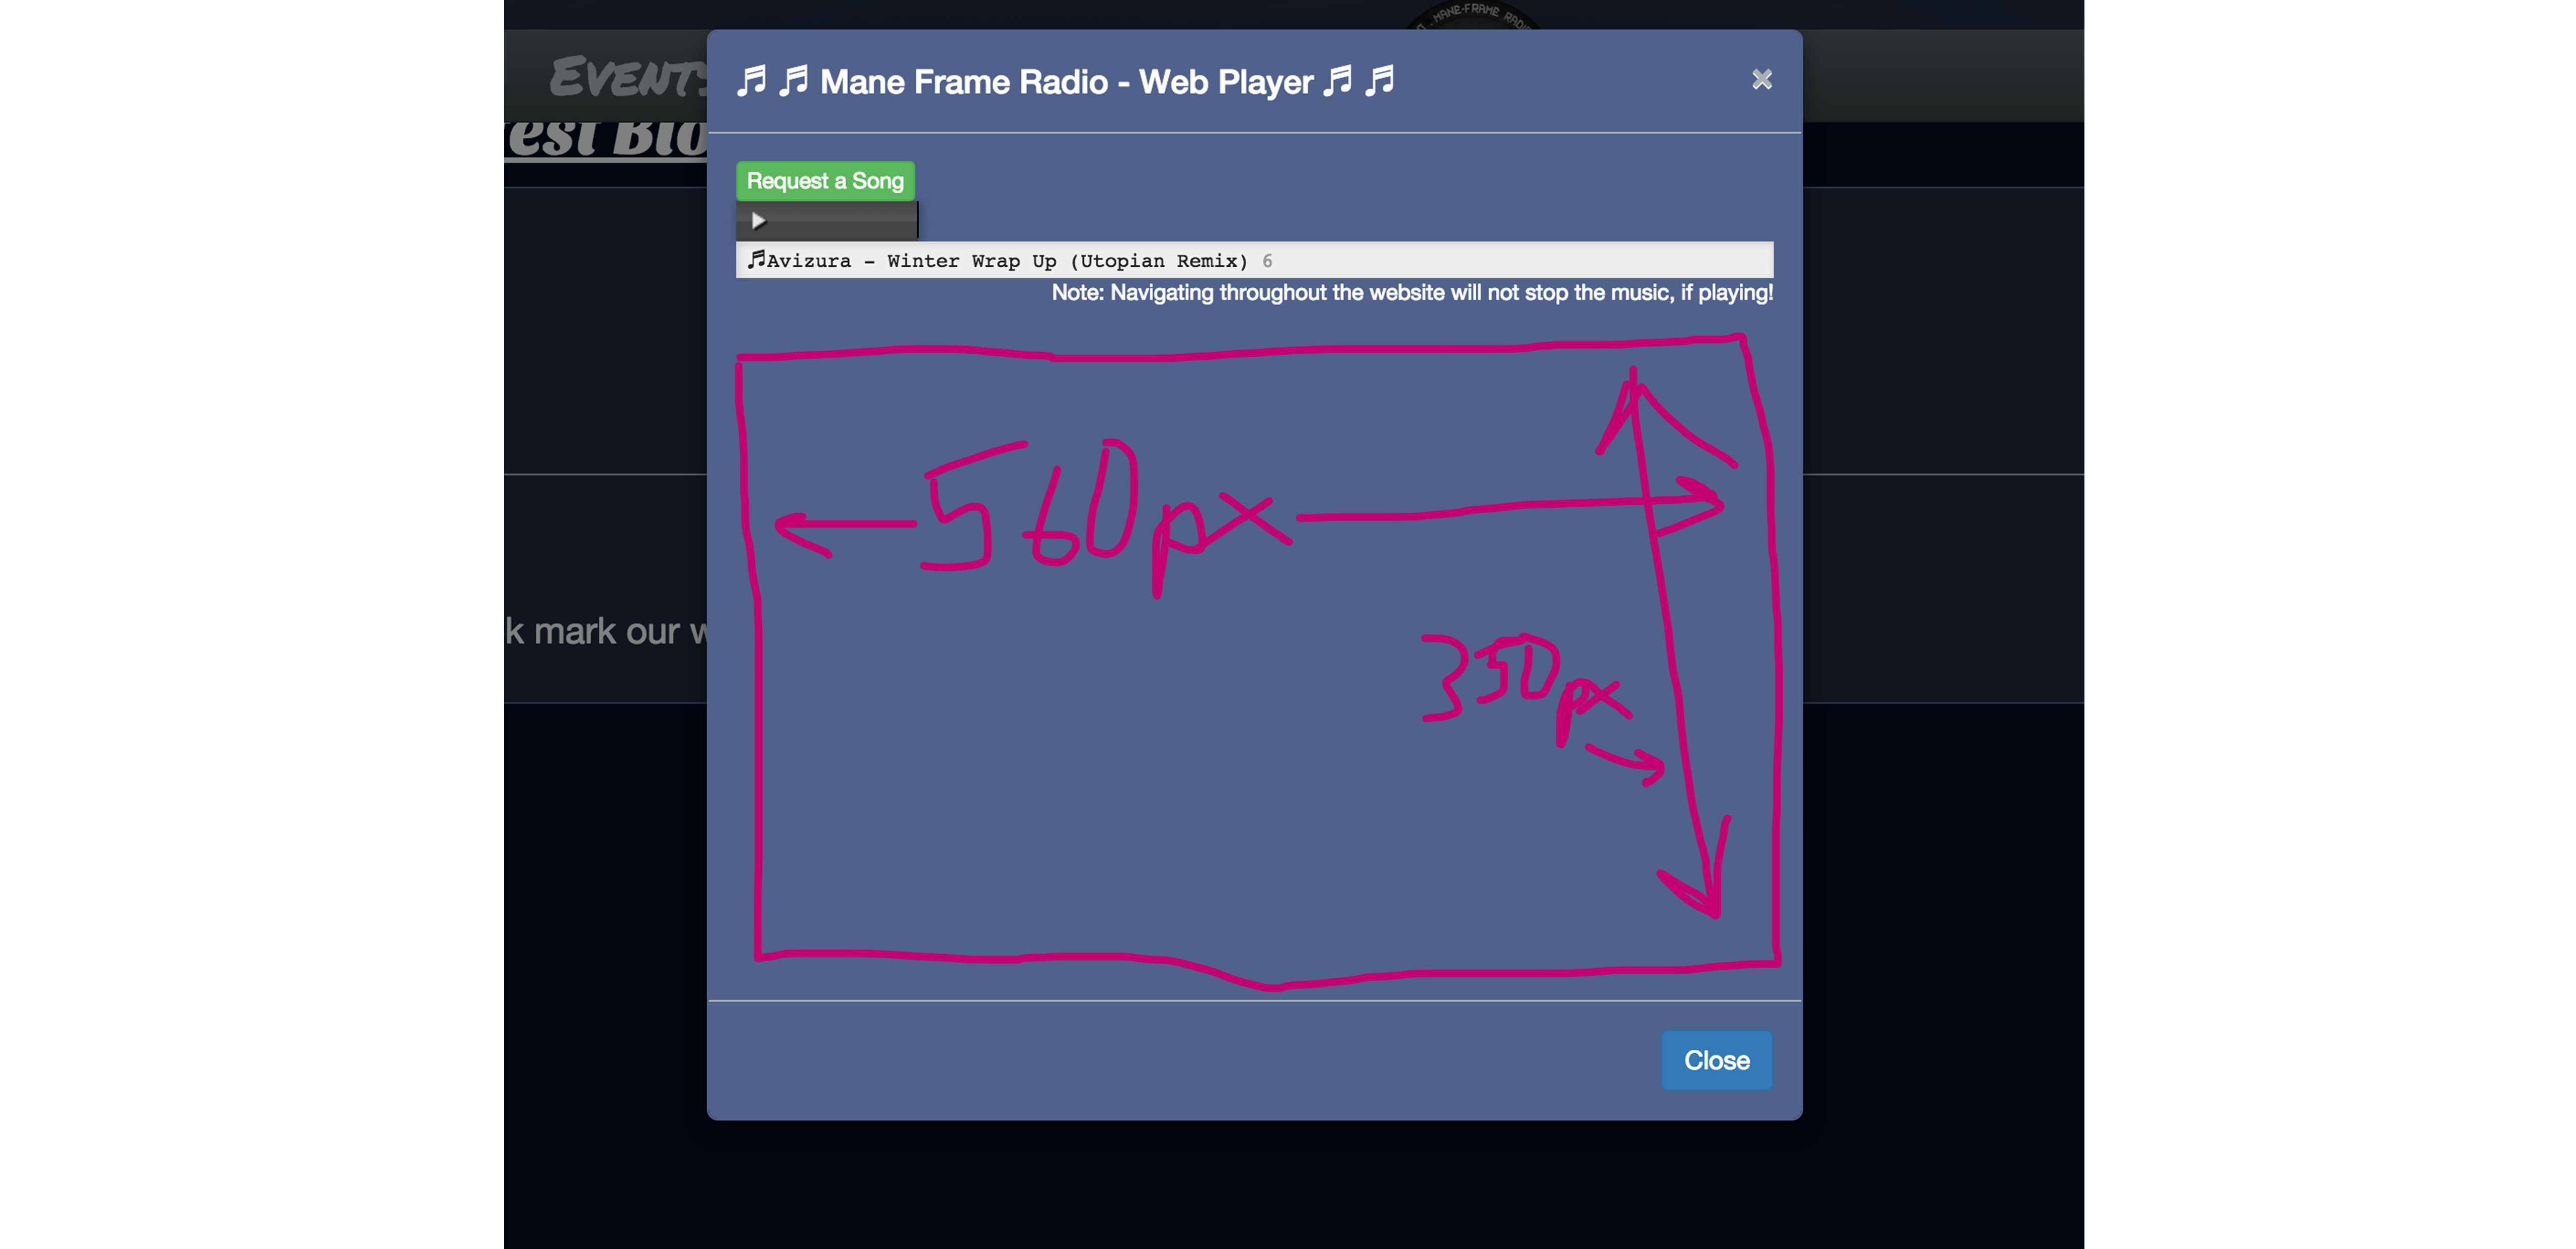 MANE-FRAME RADIO
EVENTS
♫ ♫ Mane Frame Radio - Web Player ♫ ♫
×
est Blo
Request a Song
♫Avizura - Winter Wrap Up (Utopian Remix) 6
Note: Navigating throughout the website will not stop the music, if playing!
560px
350px
k mark our w
Close